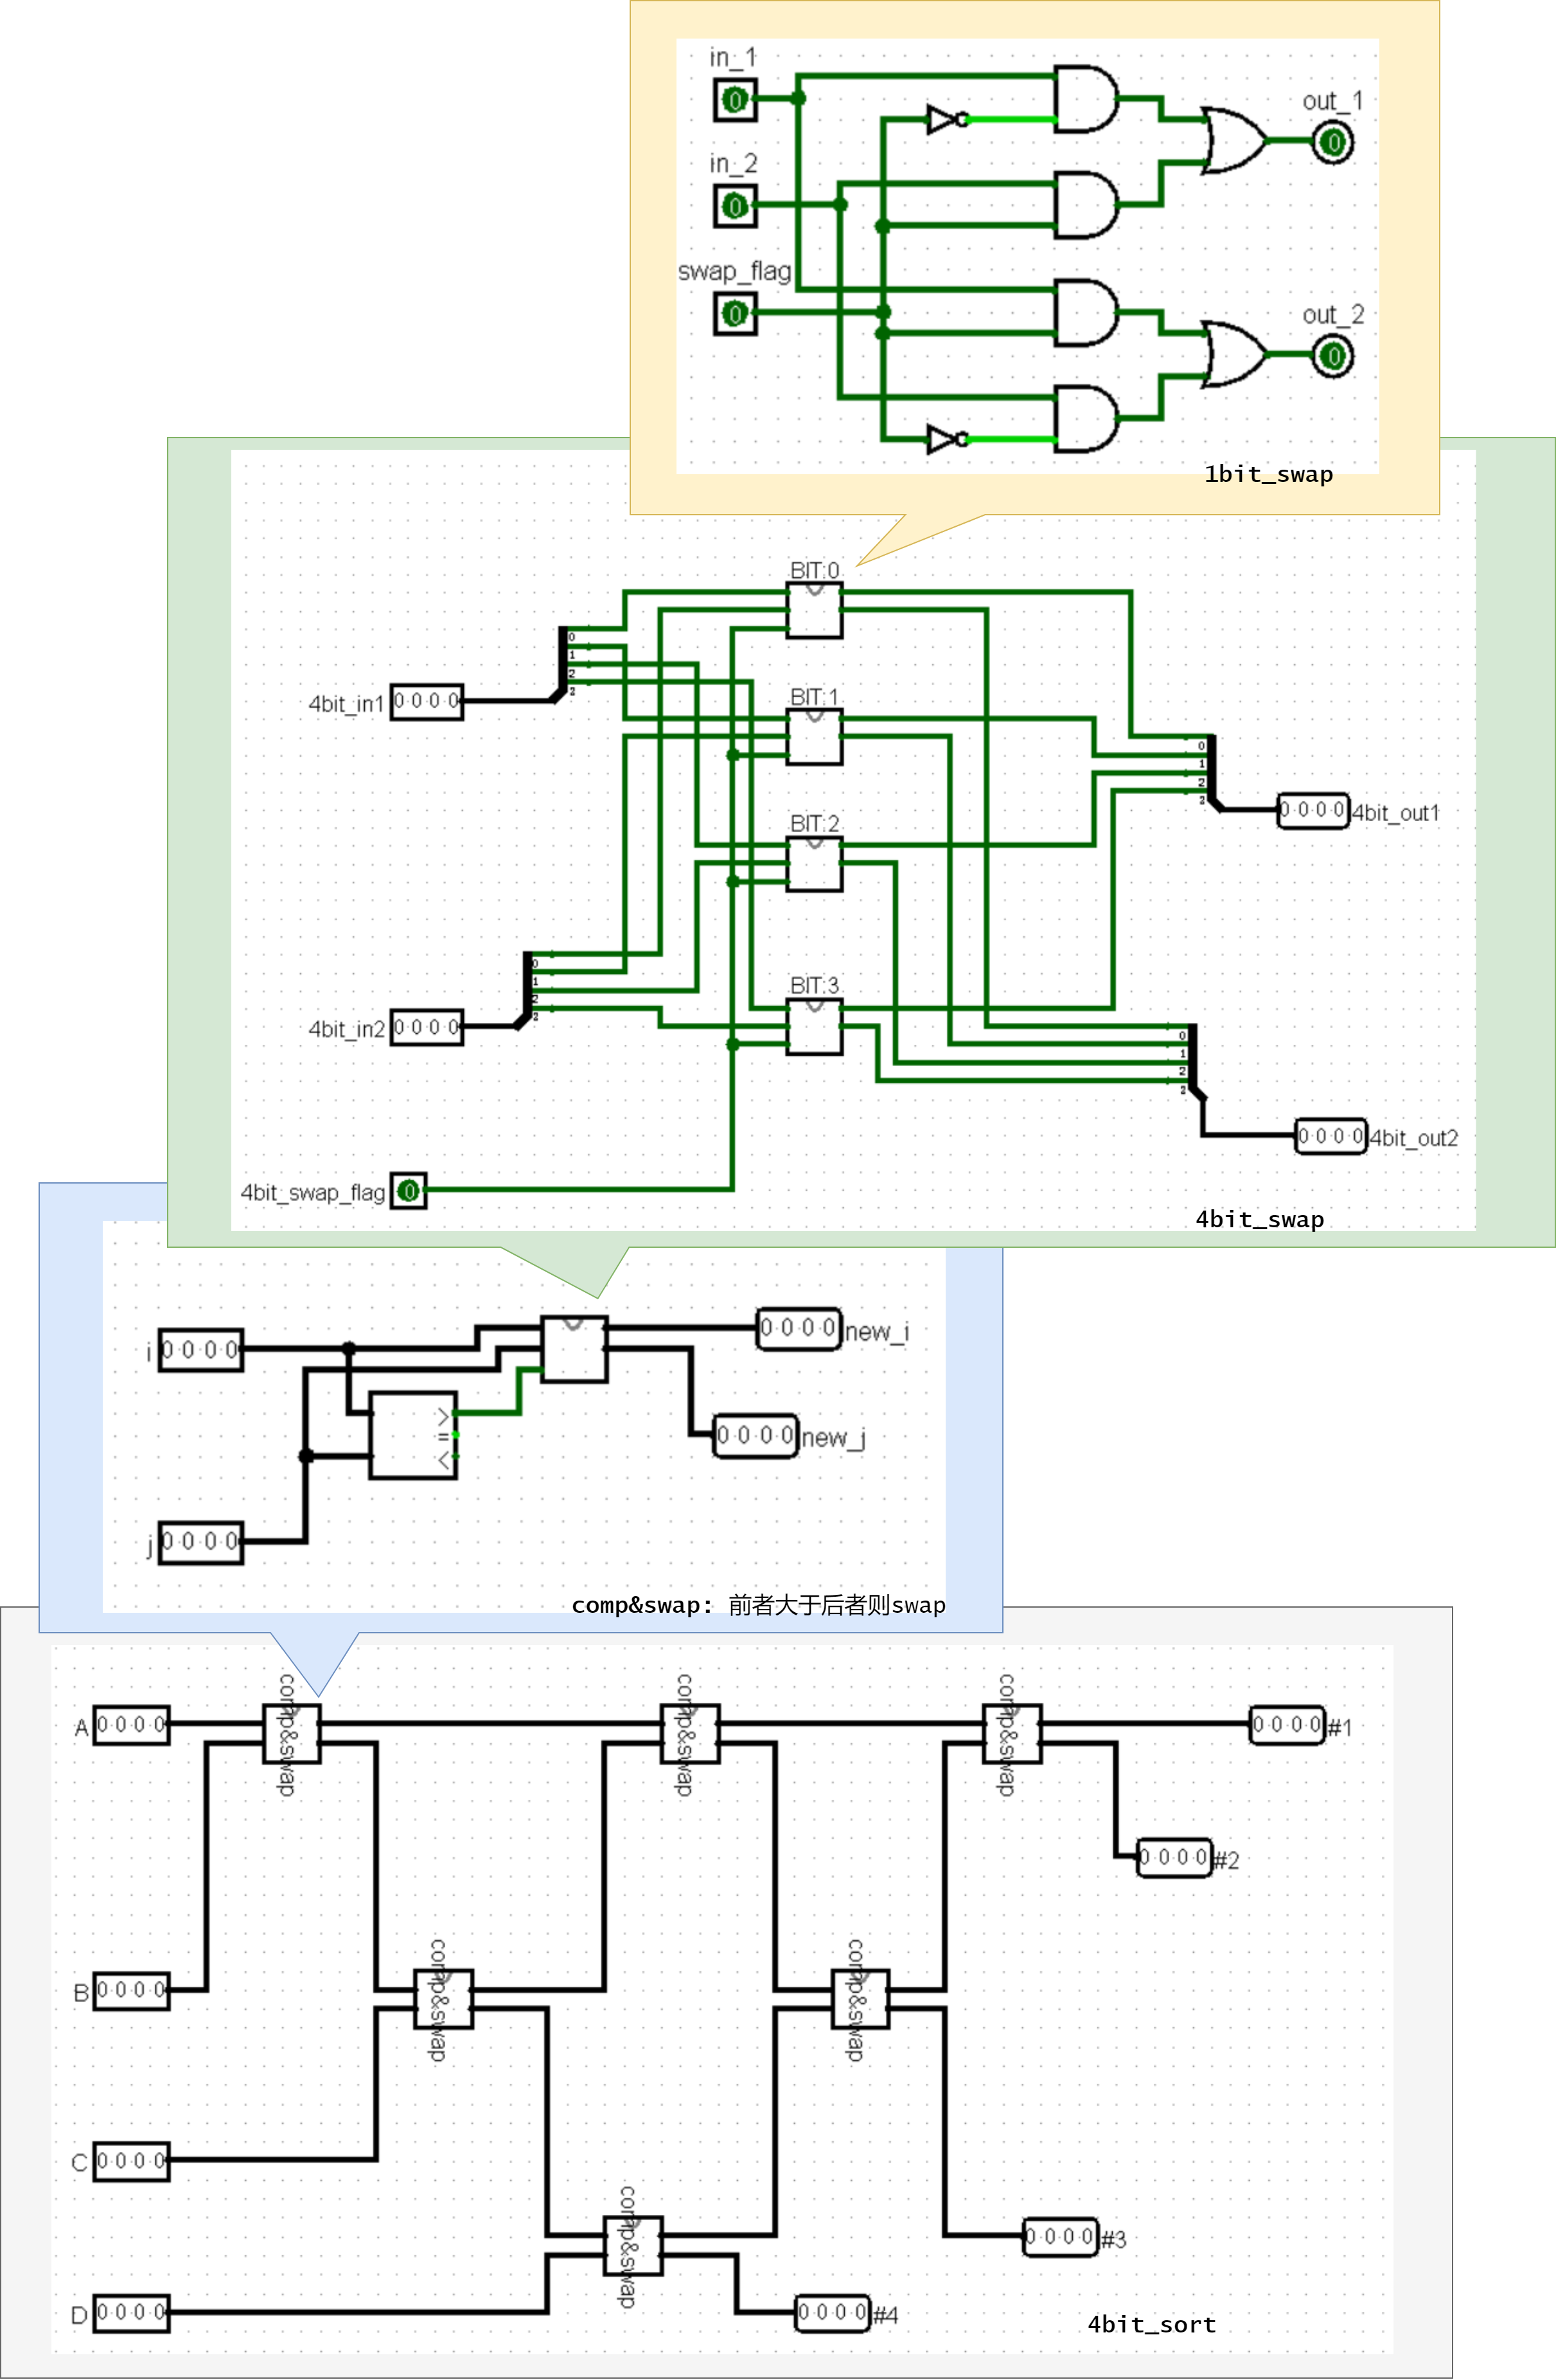 in_1
0
out_1
0
in_2
0
swap_flag
0
out_2
0
1bit_swap
BIT:0
0
1
2
2
4bit_in1
0 0 0 0
BIT:1
0
1
2
2
0 0 0 0
4bit_out1
BIT:2
0
1
2
2
4bit_in2
0 0 0 0
BIT:3
0
1
2
2
0 0 0 0
4bit_out2
4bit_swap_flag
0
4bit_swap
i
0 0 0 0
0 0 0 0
new_i
>
=
<
0 0 0 0
new_j
j
0 0 0 0
comp&swap: 前者大于后者则swap
A
0 0 0 0
comp&swap
comp&swap
comp&swap
0 0 0 0
#1
0 0 0 0
#2
B
0 0 0 0
comp&swap
comp&swap
C
0 0 0 0
comp&swap
0 0 0 0
#3
D
0 0 0 0
0 0 0 0
#4
4bit_sort